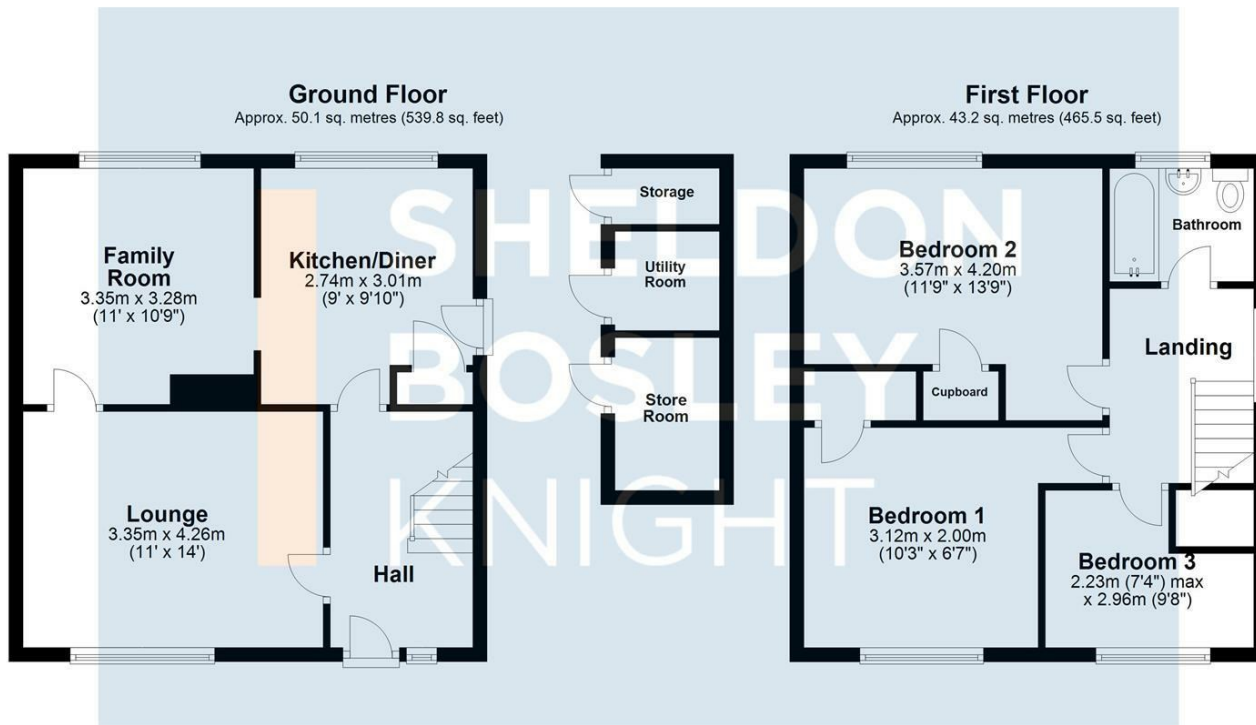 Ground Floor
Approx. 50.1 sq. metres (539.8 sq. feet)
First Floor
Approx. 43.2 sq. metres (465.5 sq. feet)
SHELDON
BOSLEY
KNIGHT
Family
Room
3.35m x 3.28m
(11' x 10'9")
Kitchen/Diner
2.74m x 3.01m
(9' x 9'10")
Storage
Utility
Room
Store
Room
Lounge
3.35m x 4.26m
(11' x 14')
Hall
Bedroom 2
3.57m x 4.20m
(11'9" x 13'9")
Bathroom
Landing
Cupboard
Bedroom 1
3.12m x 2.00m
(10'3" x 6'7")
Bedroom 3
2.23m (7'4") max
x 2.96m (9'8")